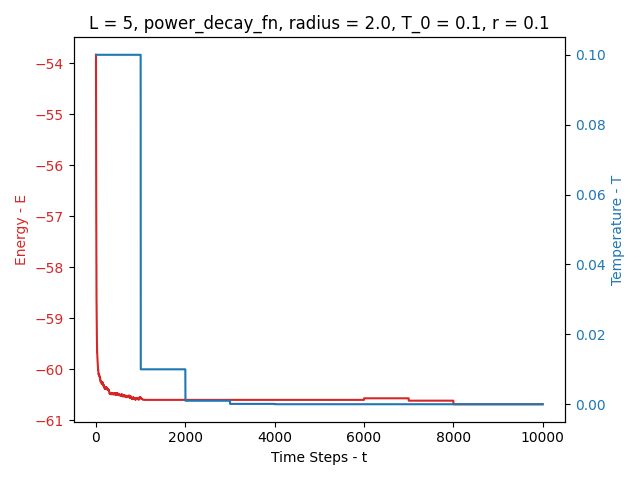 L = 5, power_decay_fn, radius = 2.0, T_0 = 0.1, r = 0.1
−54
−55
−56
−57
−58
−59
−60
−61
Energy - E
0.10
0.08
0.06
0.04
0.02
0.00
Temperature - T
0 2000 4000 6000 8000 10000
Time Steps - t